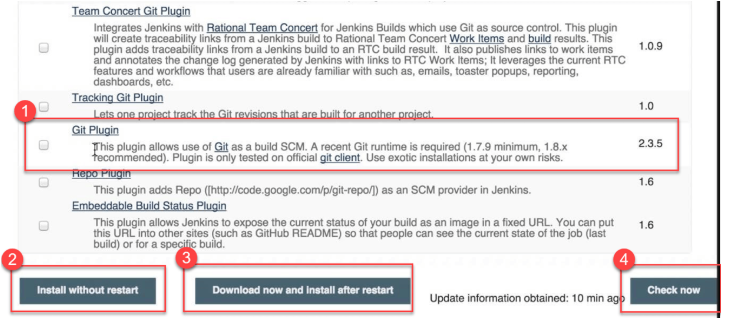 Team Concert Git Plugin
Integrates Jenkins with Rational Team Concert for Jenkins Builds which use Git as source control. This plugin
will create traceability links from a Jenkins build to Rational Team Concert Work Items and build results. This
plugin adds traceability links from a Jenkins build to an RTC build result. It also publishes links to work items
and annotates the change log generated by Jenkins with links to RTC Work Items; It leverages the current RTC
features and workflows that users are already familiar with such as, emails, toaster popups, reporting,
dashboards, etc.
1.0.9
1
Tracking Git Plugin
Lets one project track the Git revisions that are built for another project.
1.0
Git Plugin
This plugin allows use of Git as a build SCM. A recent Git runtime is required (1.7.9 minimum, 1.8.x
recommended). Plugin is only tested on official git client. Use exotic installations at your own risks.
2.3.5
Repo Plugin
This plugin adds Repo ([http://code.google.com/p/git-repo/]) as an SCM provider in Jenkins.
1.6
Embeddable Build Status Plugin
This plugin allows Jenkins to expose the current status of your build as an image in a fixed URL. You can put
this URL into other sites (such as GitHub README) so that people can see the current state of the job (last
build) or for a specific build.
1.6
2
Install without restart
3
Download now and install after restart
Update information obtained: 10 min ago
4
Check now